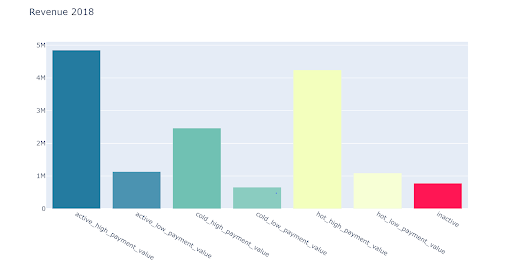 Revenue 2018
5M
4M
3M
2M
1M
0
active_high_payment_value
active_low_payment_value
cold_high_payment_value
cold_low_payment_value
hot_high_payment_value
hot_low_payment_value
inactive